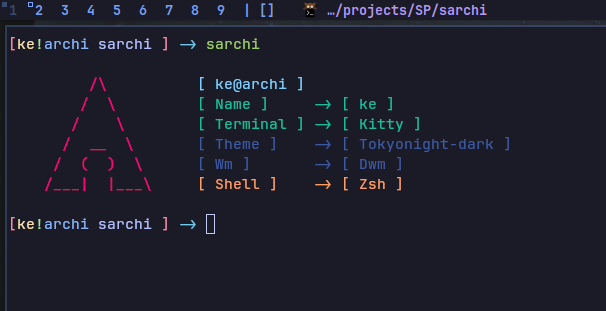 1 2 3 4 5 6 7 8 9 | [] …/projects/SP/sarchi
[ke!archi sarchi ] -> sarchi
[ ke@archi ]
[ Name ] -> [ ke ]
[ Terminal ] -> [ Kitty ]
[ Theme ] -> [ Tokyonight-dark ]
[ Wm ] -> [ Dwm ]
[ Shell ] -> [ Zsh ]
[ke!archi sarchi ] ->